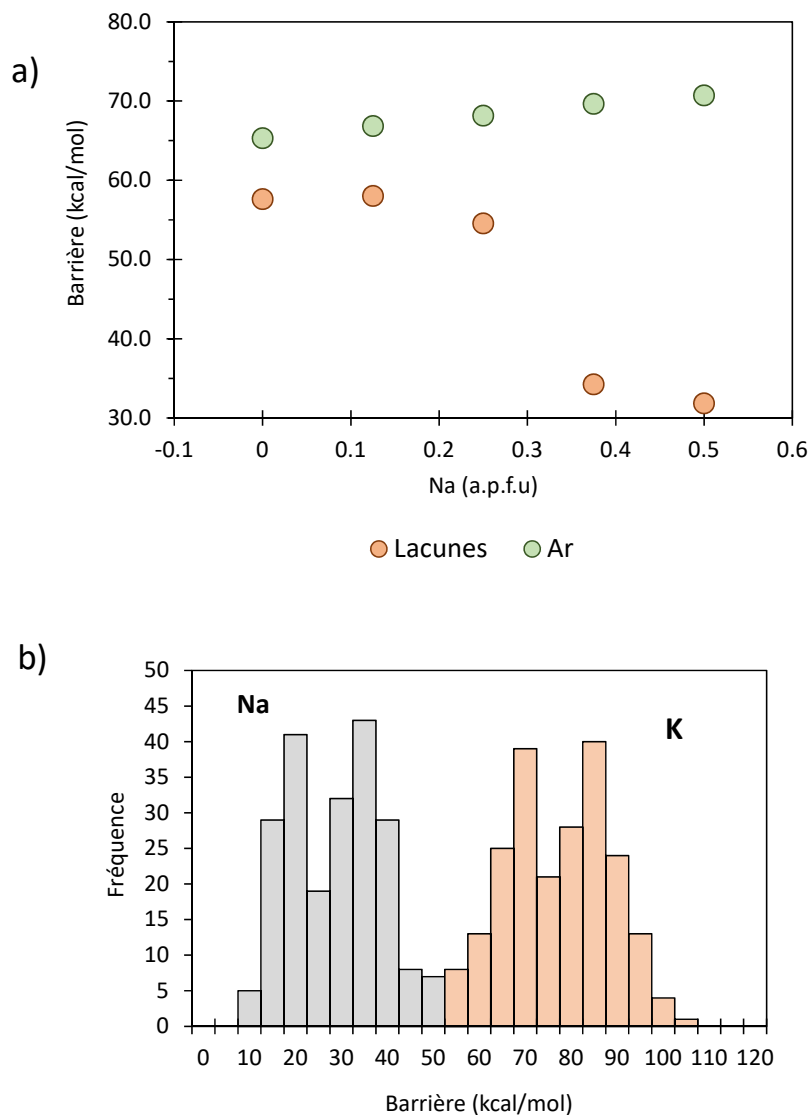 a)
80.0
70.0
60.0
50.0
40.0
30.0
Barrière (kcal/mol)
-0.1 0 0.1 0.2 0.3 0.4 0.5 0.6
Na (a.p.f.u)
Lacunes Ar
b)
50
45
40
35
30
25
20
15
10
5
0
Fréquence
Na
K
0 10 20 30 40 50 60 70 80 90 100 110 120
Barrière (kcal/mol)